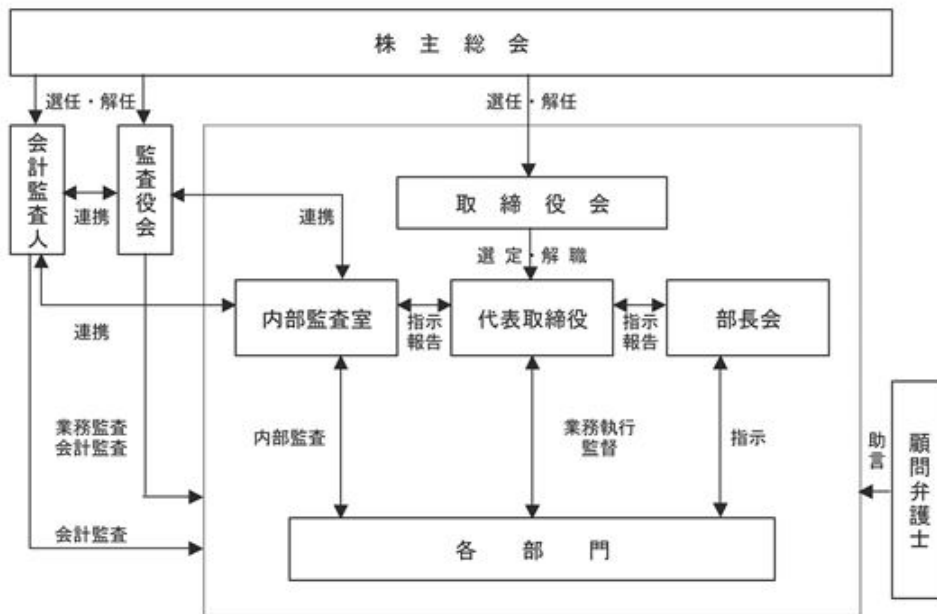 株主総会
選任・解任
選任・解任
会計監査人
監査役会
連携
連携
取締役会
選定・解職
内部監査室
指示
報告
代表取締役
指示
報告
部長会
連携
業務監査
会計監査
内部監査
業務執行
監督
指示
助言
顧問弁護士
会計監査
各部門